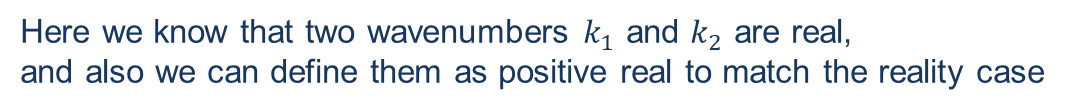 Here we know that two wavenumbers k₁ and k₂ are real,
and also we can define them as positive real to match the reality case